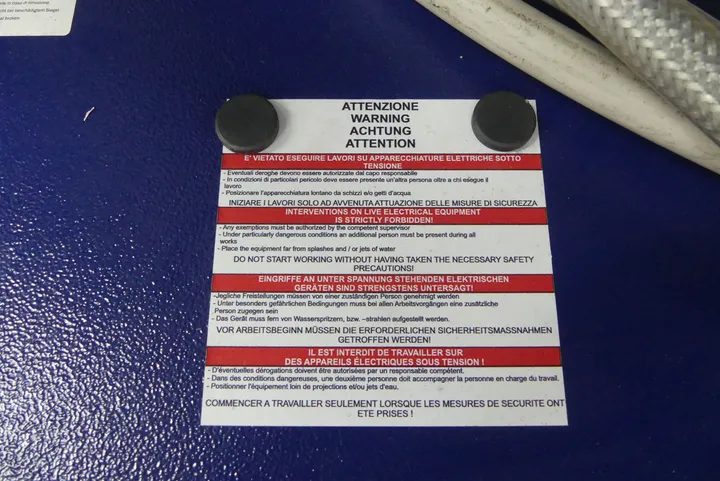 ATTENZIONE
WARNING
ACHTUNG
ATTENTION
E' VIETATO ESEGUIRE LAVORI SU APPARECCHIATURE ELETTRICHE SOTTO
TENSIONE
- Eventuali deroghe devono essere autorizzate dal capo responsabile
- In condizioni di particolari pericolo deve essere presente un'altra persona oltre a chi esegue il
lavoro
- Posizionare l'apparecchiatura lontano da schizzi e/o getti d'acqua
INIZIARE I LAVORI SOLO AD AVVENUTA ATTUAZIONE DELLE MISURE DI SICUREZZA
INTERVENTIONS ON LIVE ELECTRICAL EQUIPMENT
IS STRICTLY FORBIDDEN!
- Any exemptions must be authorized by the competent supervisor
- Under particularly dangerous conditions an additional person must be present during all
works
- Place the equipment far from splashes and / or jets of water
DO NOT START WORKING WITHOUT HAVING TAKEN THE NECESSARY SAFETY
PRECAUTIONS!
EINGRIFFE AN UNTER SPANNUNG STEHENDEN ELEKTRISCHEN
GERÄTEN SIND STRENGSTENS UNTERSAGT!
-Jegliche Freistellungen müssen von einer zuständigen Person genehmigt werden
- Unter besonders gefährlichen Bedingungen muss bei allen Arbeitsvorgängen eine zusätzliche
Person zugegen sein
- Das Gerät muss fern von Wasserspritzern, bzw. –strahlen aufgestellt werden.
VOR ARBEITSBEGINN MÜSSEN DIE ERFORDERLICHEN SICHERHEITSMASSNAHMEN
GETROFFEN WERDEN!
IL EST INTERDIT DE TRAVAILLER SUR
DES APPAREILS ÉLECTRIQUES SOUS TENSION !
- D'éventuelles dérogations doivent être autorisées par un responsable compétent.
- Dans des conditions dangereuses, une deuxième personne doit accompagner la personne en charge du travail.
- Positionner l'équipement loin de projections et/ou jets d'eau.
COMMENCER A TRAVAILLER SEULEMENT LORSQUE LES MESURES DE SECURITE ONT
ETE PRISES !